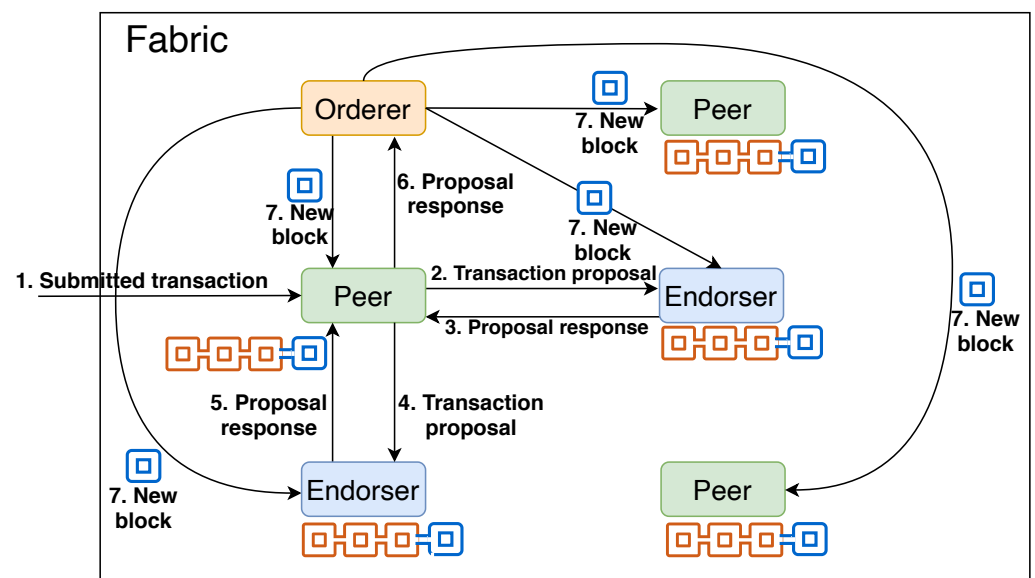 Fabric
Orderer
7. New
block
Peer
6. Proposal
response
7. New
block
7. New
block
1. Submitted transaction
Peer
2. Transaction proposal
3. Proposal response
Endorser
7. New
block
5. Proposal
response
4. Transaction
proposal
7. New
block
Endorser
Peer